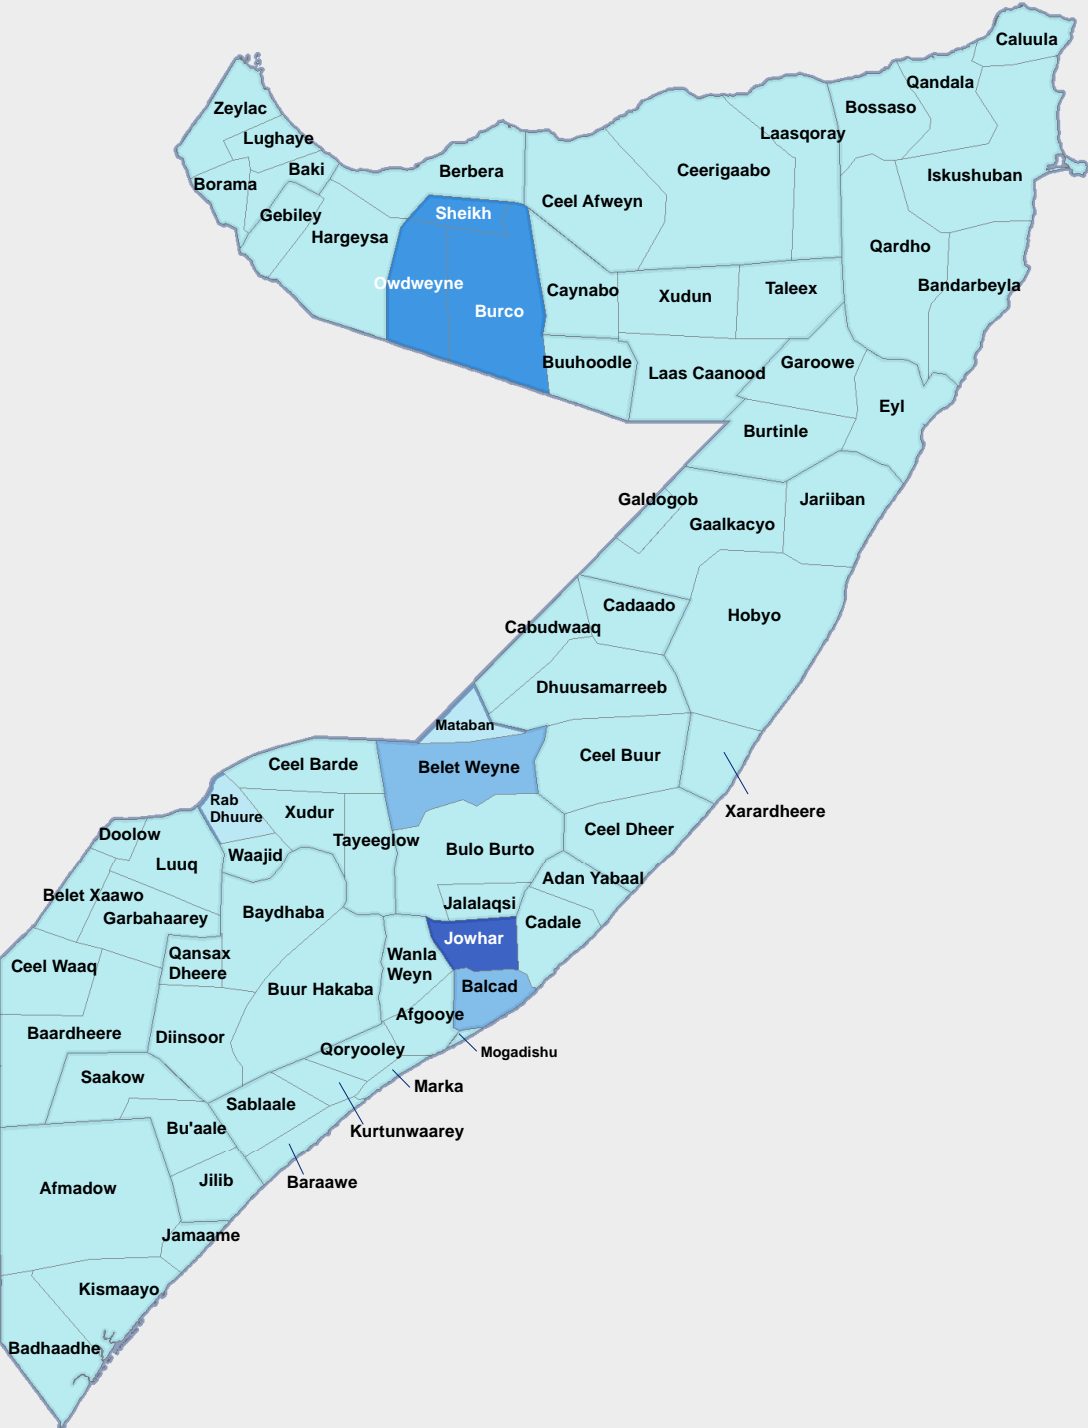 Caluula
Qandala
Bossaso
Zeylac
Laasqoray
Lughaye
Baki
Berbera
Ceerigaabo
Iskushuban
Borama
Ceel Afweyn
Sheikh
Gebiley
Hargeysa
Qardho
Owdweyne
Bandarbeyla
Caynabo
Taleex
Xudun
Burco
Buuhoodle
Garoowe
Laas Caanood
Eyl
Burtinle
Galdogob
Jariiban
Gaalkacyo
Cadaado
Hobyo
Cabudwaaq
Dhuusamarreeb
Mataban
Ceel Buur
Ceel Barde
Belet Weyne
Rab
Dhuure
Xudur
Xarardheere
Doolow
Ceel Dheer
Tayeeglow
Bulo Burto
Waajid
Luuq
Adan Yabaal
Belet Xaawo
Jalalaqsi
Baydhaba
Garbahaarey
Cadale
Jowhar
Qansax
Dheere
Wanla
Weyn
Ceel Waaq
Buur Hakaba
Balcad
Afgooye
Baardheere
Diinsoor
Qoryooley
Mogadishu
Saakow
Marka
Sablaale
Bu'aale
Kurtunwaarey
Jilib
Baraawe
Afmadow
Jamaame
Kismaayo
Badhaadhe